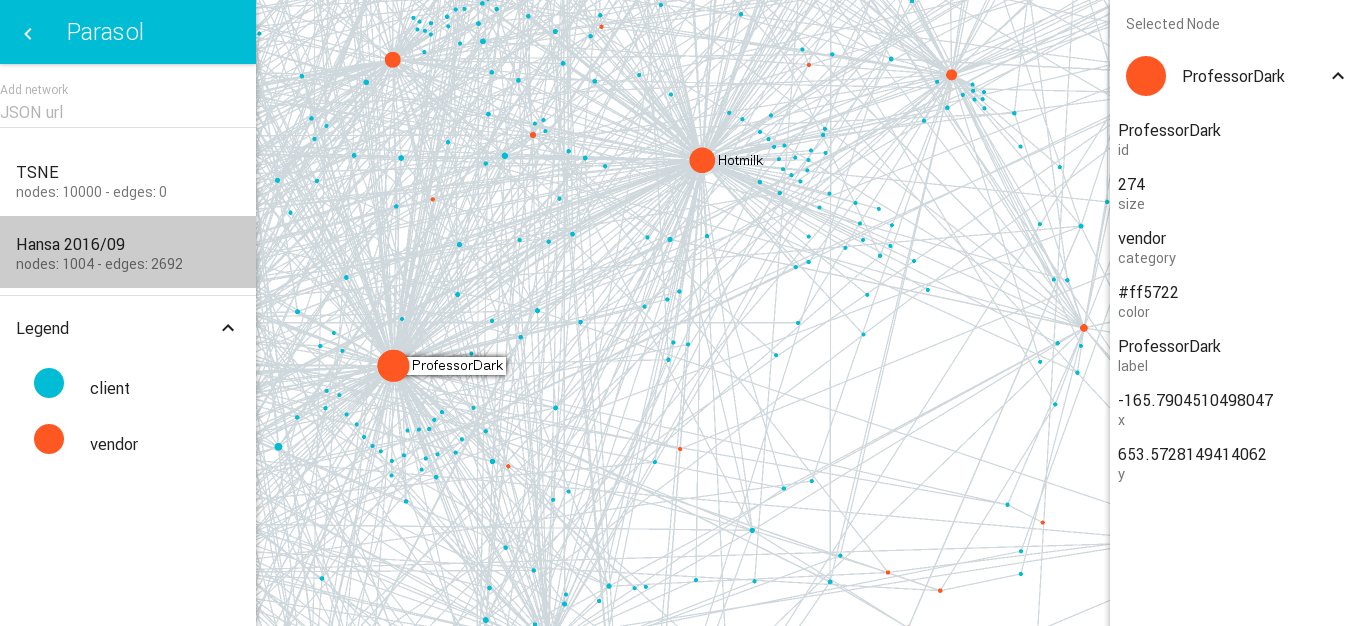 Parasol
Add network
JSON url
TSNE
nodes: 10000 - edges: 0
Hansa 2016/09
nodes: 1004 - edges: 2692
Legend
client
vendor
Hotmilk
ProfessorDark
Selected Node
ProfessorDark
ProfessorDark
id
274
size
vendor
category
#ff5722
color
ProfessorDark
label
-165.7904510498047
x
653.5728149414062
y